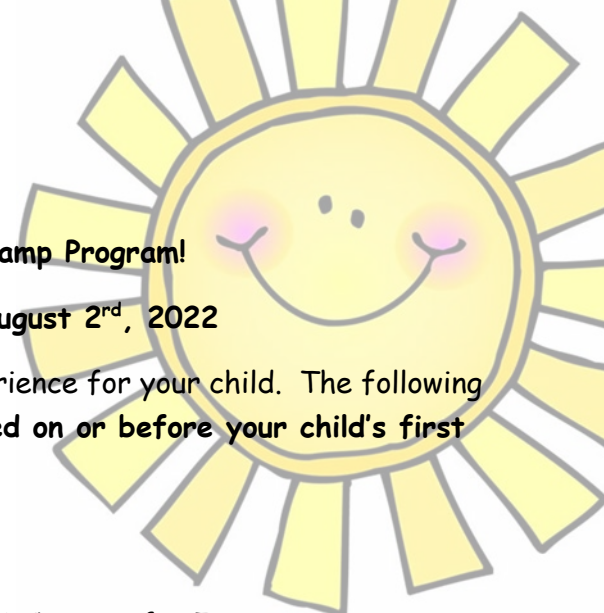 amp Program!
ugust 2rd, 2022
rience for your child. The following
ed on or before your child's first